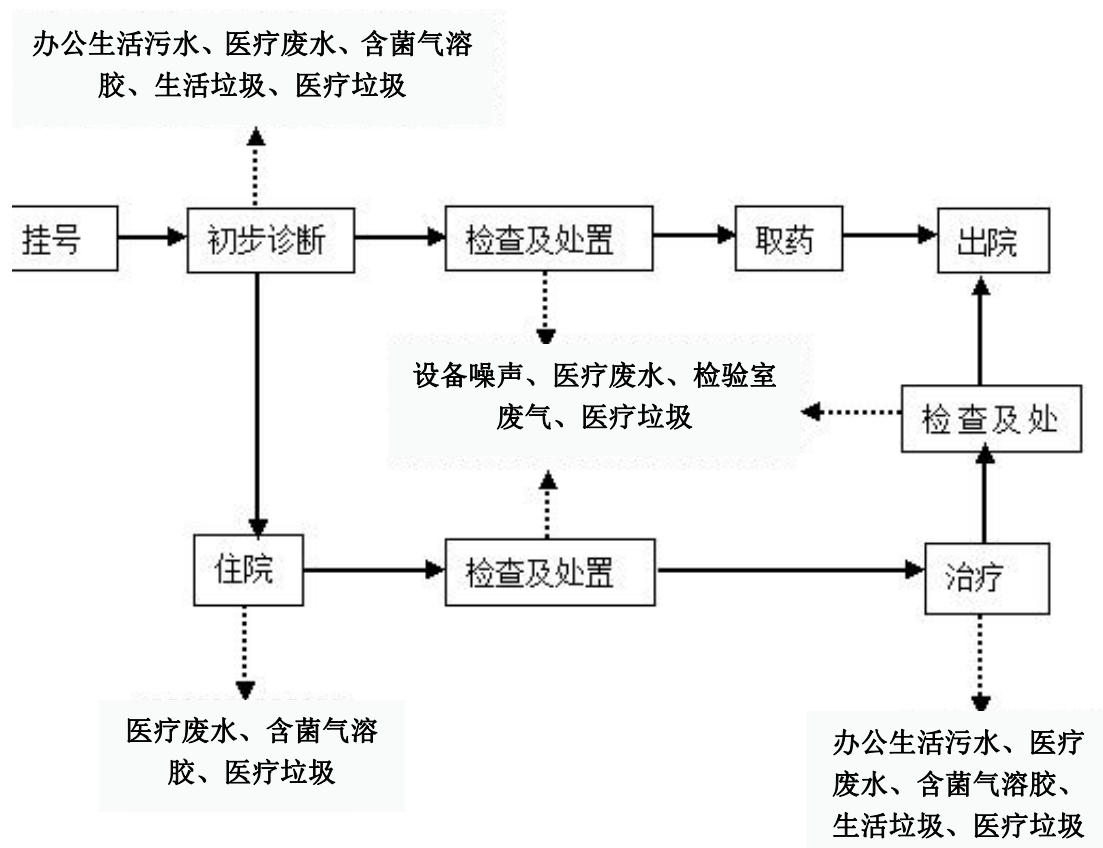 办公生活污水、医疗废水、含菌气溶
胶、生活垃圾、医疗垃圾
挂号
初步诊断
检查及处置
取药
出院
设备噪声、医疗废水、检验室
废气、医疗垃圾
检查及处
住院
检查及处置
治疗
医疗废水、含菌气溶
胶、医疗垃圾
办公生活污水、医疗
废水、含菌气溶胶、
生活垃圾、医疗垃圾